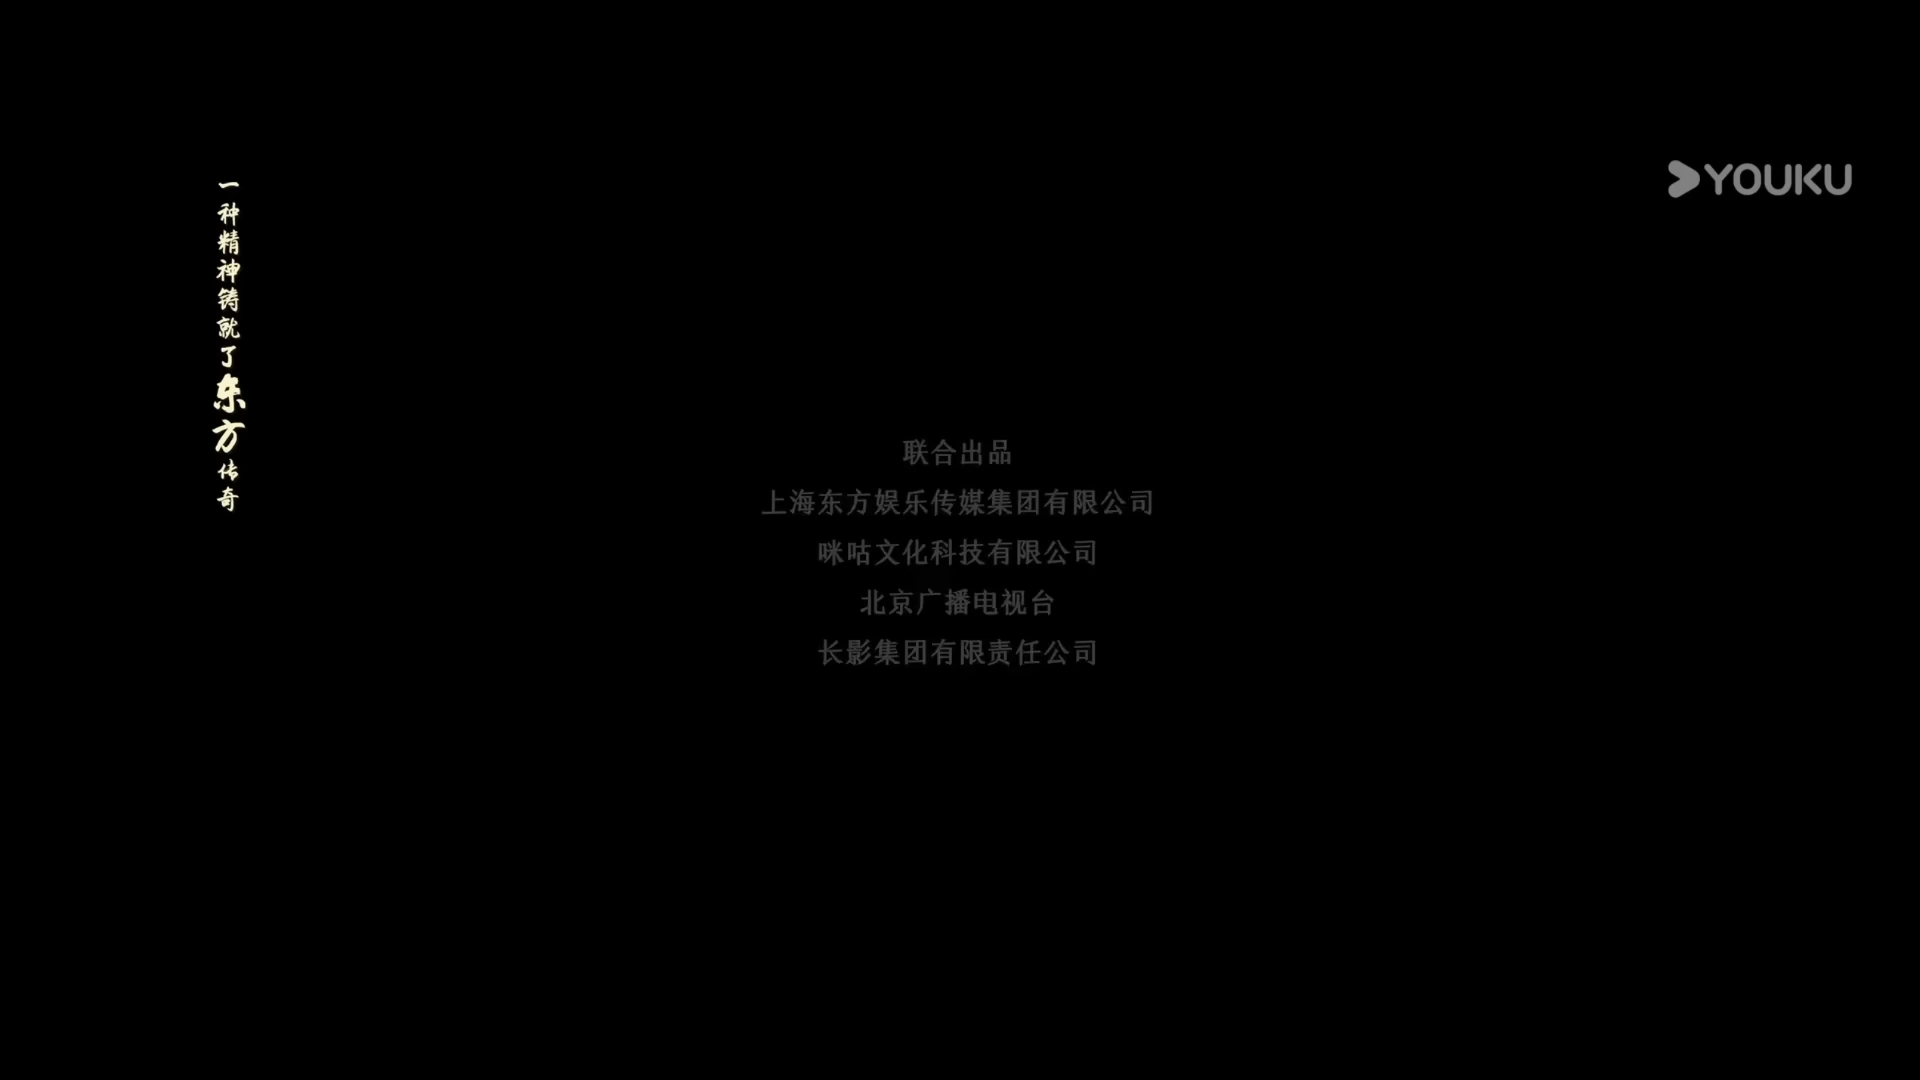 一种精神铸就了东方传奇
YOUKU
联合出品
上海东方娱乐传媒集团有限公司
咪咕文化科技有限公司
北京广播电视台
长影集团有限责任公司